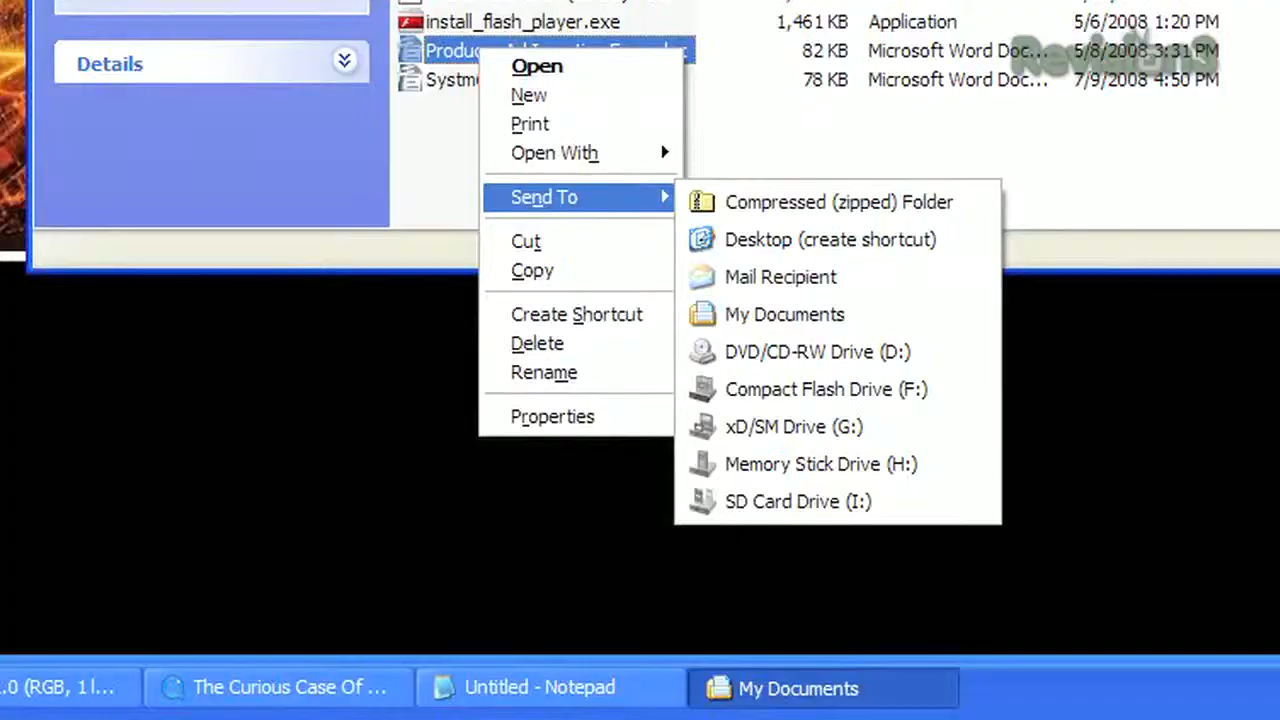 install_flash_player.exe 1,461 KB Application 5/6/2008 1:20 PM
82 KB Microsoft Word Doc... 5/8/2008 3:31 PM
78 KB Microsoft Word Doc... 7/9/2008 4:50 PM
Revision3
Details
Open
New
Print
Open With
Send To
Cut
Copy
Create Shortcut
Delete
Rename
Properties
Compressed (zipped) Folder
Desktop (create shortcut)
Mail Recipient
My Documents
DVD/CD-RW Drive (D:)
Compact Flash Drive (F:)
xD/SM Drive (G:)
Memory Stick Drive (H:)
SD Card Drive (I:)
.0 (RGB, 1 l...
The Curious Case Of ...
Untitled - Notepad
My Documents